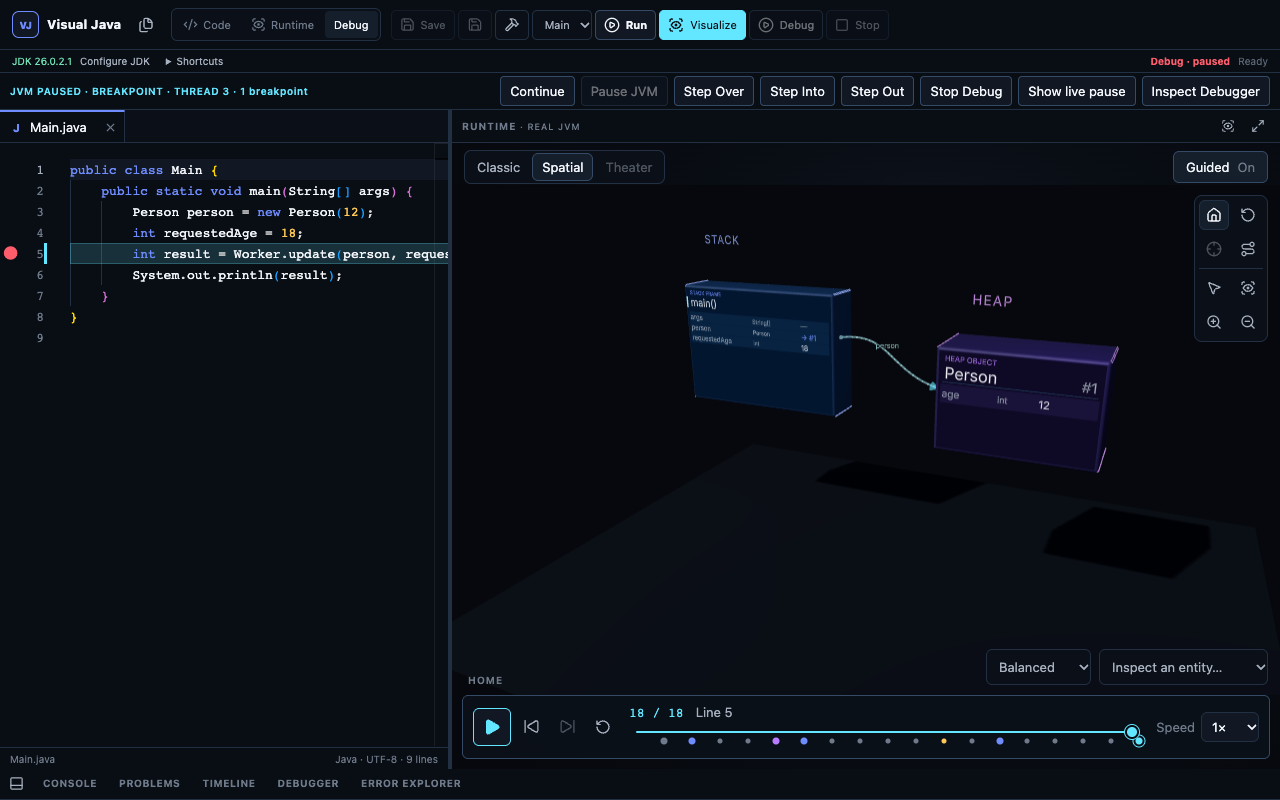 VJ Visual Java Code Runtime Debug Save Main Run Visualize Debug Stop
JDK 26.0.2.1 Configure JDK Shortcuts Debug · paused Ready
JVM PAUSED · BREAKPOINT · THREAD 3 · 1 breakpoint Continue Pause JVM Step Over Step Into Step Out Stop Debug Show live pause Inspect Debugger
J Main.java
1 public class Main {
2 public static void main(String[] args) {
3 Person person = new Person(12);
4 int requestedAge = 18;
5 int result = Worker.update(person, reques
6 System.out.println(result);
7 }
8 }
9
Main.java Java · UTF-8 · 9 lines
RUNTIME · REAL JVM
Classic Spatial Theater Guided On
STACK
STACK FRAME
main()
args String[] —
person Person → #1
requestedAge int 18
person
HEAP
HEAP OBJECT
Person #1
age int 12
Balanced Inspect an entity...
HOME
18 / 18 Line 5
Speed 1×
CONSOLE PROBLEMS TIMELINE DEBUGGER ERROR EXPLORER